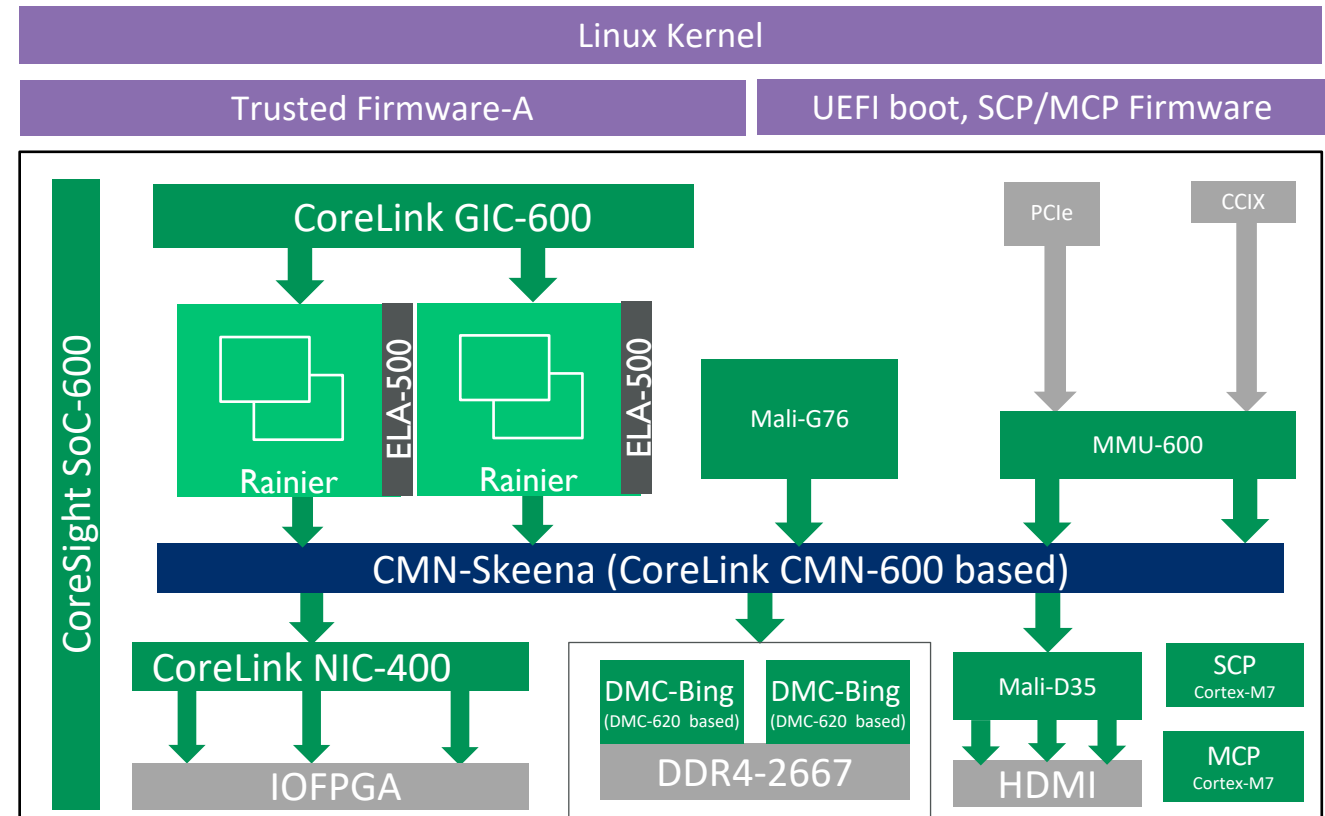 Linux Kernel
Trusted Firmware-A
UEFI boot, SCP/MCP Firmware
CoreSight SoC-600
CoreLink GIC-600
PCIe
CCIX
Rainier
ELA-500
Rainier
ELA-500
Mali-G76
MMU-600
CMN-Skeena (CoreLink CMN-600 based)
CoreLink NIC-400
IOFPGA
DMC-Bing
(DMC-620 based)
DMC-Bing
(DMC-620 based)
DDR4-2667
Mali-D35
HDMI
SCP
Cortex-M7
MCP
Cortex-M7